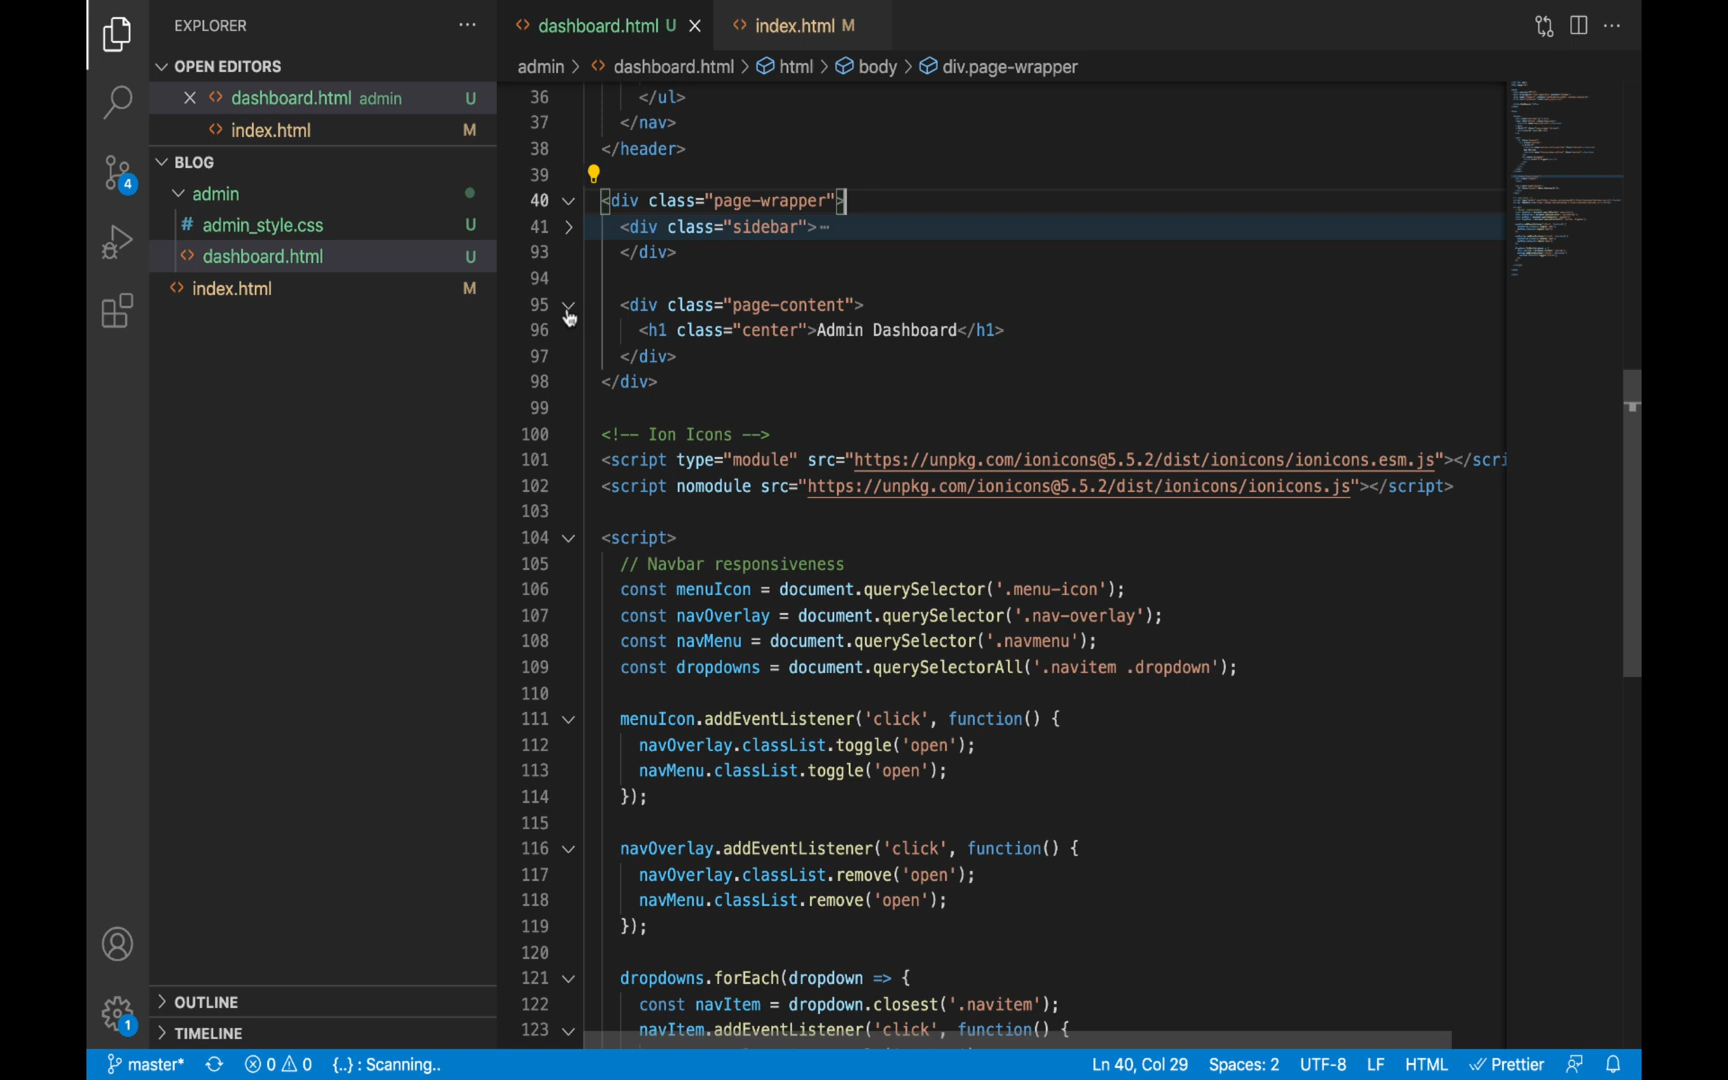 EXPLORER
OPEN EDITORS
dashboard.html admin U
index.html M
BLOG
admin
# admin_style.css U
dashboard.html U
index.html M
OUTLINE
TIMELINE
4
1
dashboard.html U
index.html M
admin > dashboard.html > html > body > div.page-wrapper
36 </ul>
37 </nav>
38 </header>
39
40 <div class="page-wrapper">
41 <div class="sidebar">⋯
93 </div>
94
95 <div class="page-content">
96 <h1 class="center">Admin Dashboard</h1>
97 </div>
98 </div>
99
100 <!-- Ion Icons -->
101 <script type="module" src="https://unpkg.com/ionicons@5.5.2/dist/ionicons/ionicons.esm.js"></scri
102 <script nomodule src="https://unpkg.com/ionicons@5.5.2/dist/ionicons/ionicons.js"></script>
103
104 <script>
105 // Navbar responsiveness
106 const menuIcon = document.querySelector('.menu-icon');
107 const navOverlay = document.querySelector('.nav-overlay');
108 const navMenu = document.querySelector('.navmenu');
109 const dropdowns = document.querySelectorAll('.navitem .dropdown');
110
111 menuIcon.addEventListener('click', function() {
112 navOverlay.classList.toggle('open');
113 navMenu.classList.toggle('open');
114 });
115
116 navOverlay.addEventListener('click', function() {
117 navOverlay.classList.remove('open');
118 navMenu.classList.remove('open');
119 });
120
121 dropdowns.forEach(dropdown => {
122 const navItem = dropdown.closest('.navitem');
123 navItem.addEventListener('click', function() {
master* 0 0 {..} : Scanning.. Ln 40, Col 29 Spaces: 2 UTF-8 LF HTML Prettier